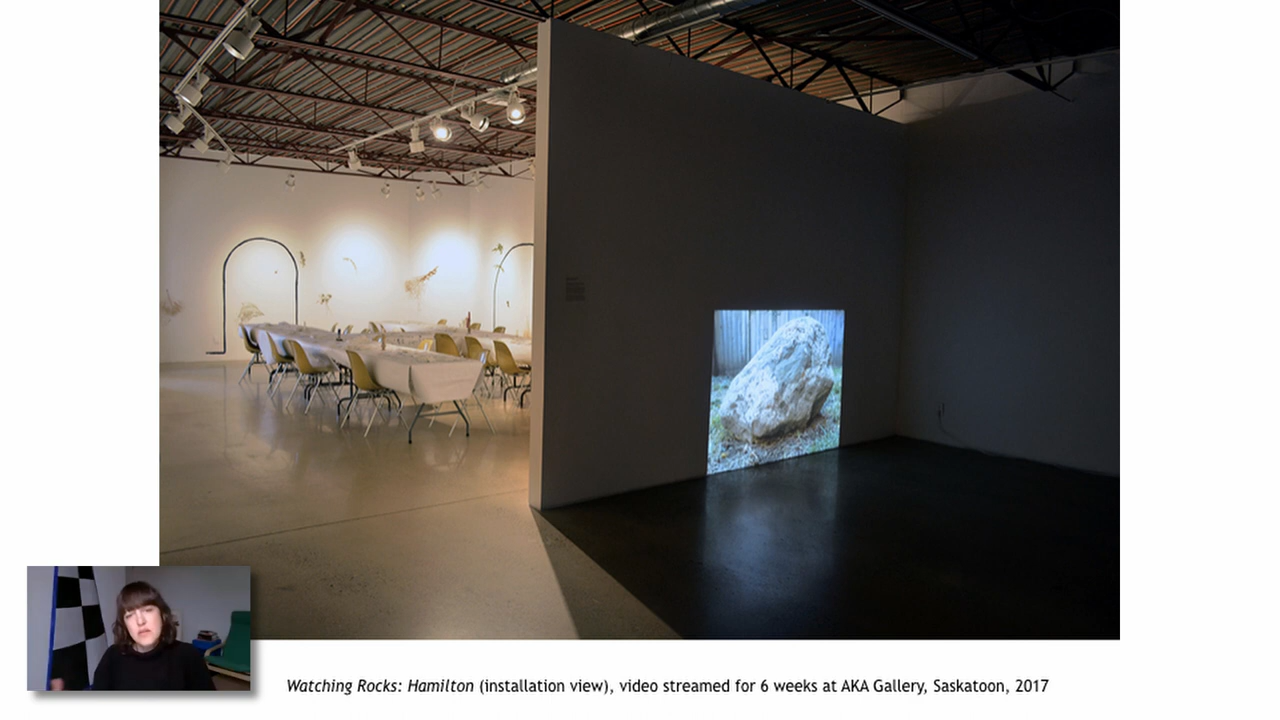 Watching Rocks: Hamilton (installation view), video streamed for 6 weeks at AKA Gallery, Saskatoon, 2017